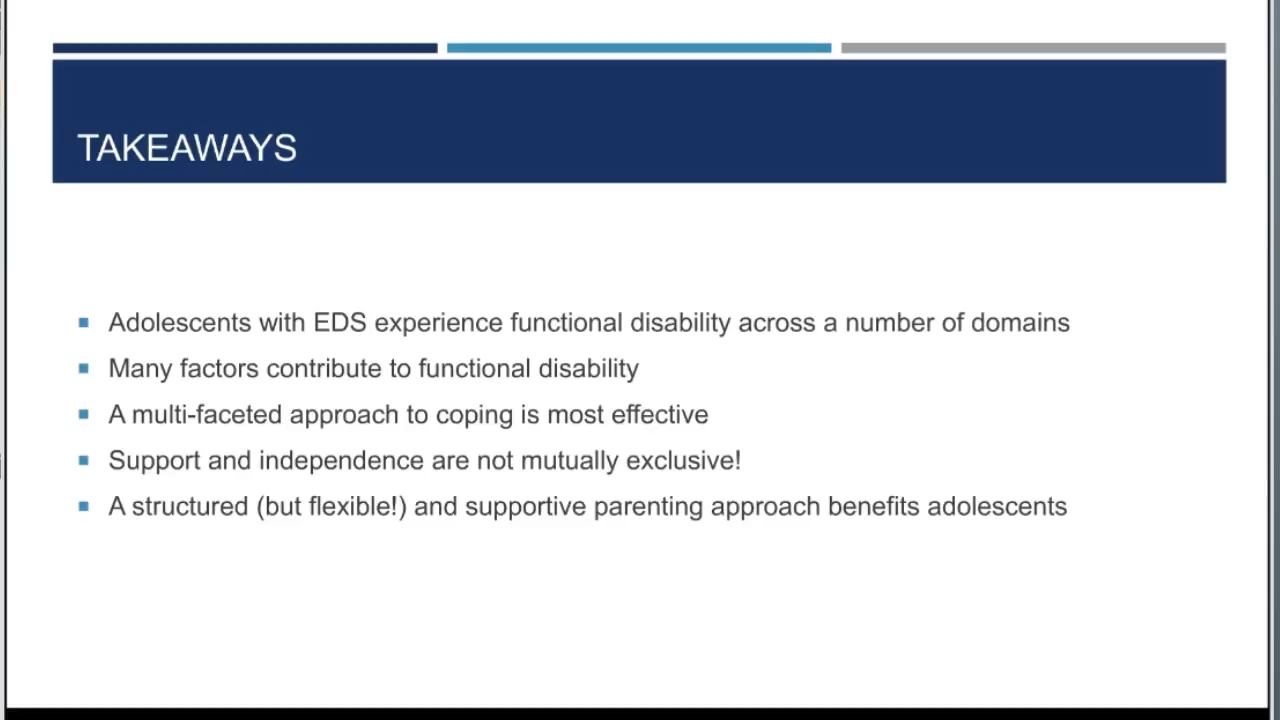 TAKEAWAYS
Adolescents with EDS experience functional disability across a number of domains
Many factors contribute to functional disability
A multi-faceted approach to coping is most effective
Support and independence are not mutually exclusive!
A structured (but flexible!) and supportive parenting approach benefits adolescents